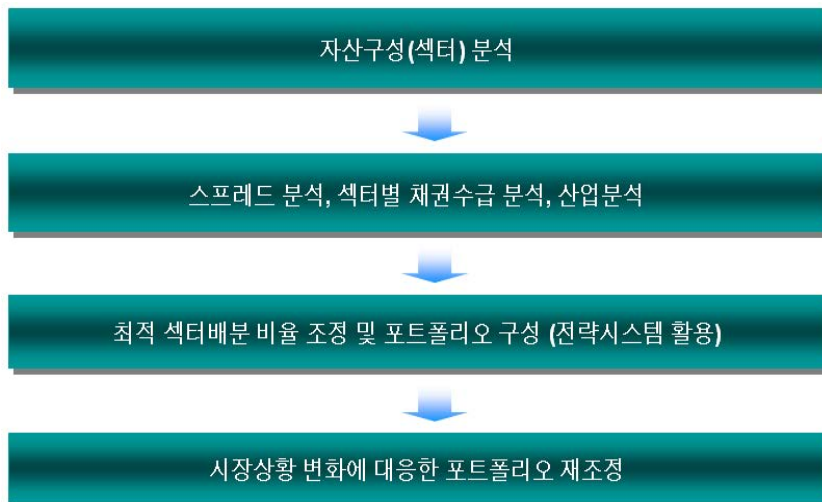 자산구성(섹터) 분석
스프레드 분석, 섹터별 채권수급 분석, 산업분석
최적 섹터배분 비율 조정 및 포트폴리오 구성 (전략시스템 활용)
시장상황 변화에 대응한 포트폴리오 재조정